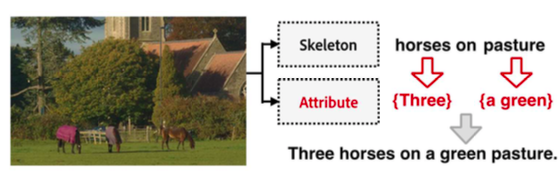 Skeleton
horses on pasture
Attribute
{Three} {a green}
Three horses on a green pasture.